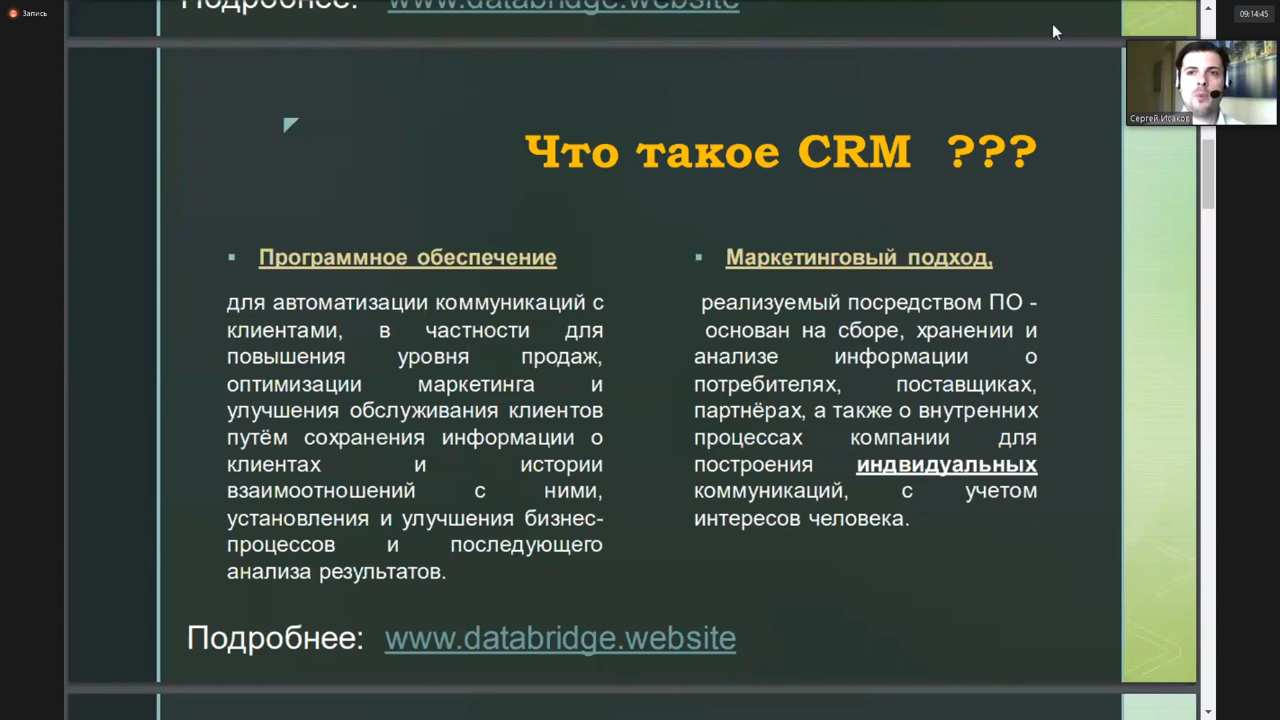 Запись
09:14:45
Подробнее: www.databridge.website
Сергей Исаков
Что такое CRM ???
Программное обеспечение
для автоматизации коммуникаций с
клиентами, в частности для
повышения уровня продаж,
оптимизации маркетинга и
улучшения обслуживания клиентов
путём сохранения информации о
клиентах и истории
взаимоотношений с ними,
установления и улучшения бизнес-
процессов и последующего
анализа результатов.
Маркетинговый подход,
реализуемый посредством ПО -
основан на сборе, хранении и
анализе информации о
потребителях, поставщиках,
партнёрах, а также о внутренних
процессах компании для
построения индвидуальных
коммуникаций, с учетом
интересов человека.
Подробнее: www.databridge.website